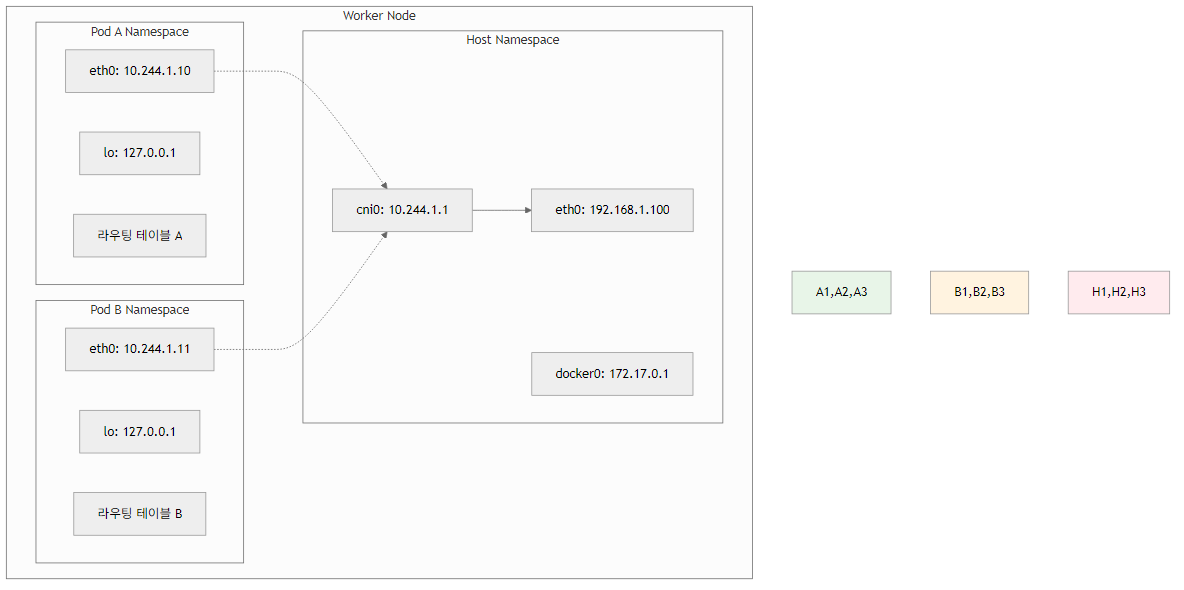 Worker Node
Pod A Namespace
eth0: 10.244.1.10
lo: 127.0.0.1
라우팅 테이블 A
Pod B Namespace
eth0: 10.244.1.11
lo: 127.0.0.1
라우팅 테이블 B
Host Namespace
cni0: 10.244.1.1
eth0: 192.168.1.100
docker0: 172.17.0.1
A1,A2,A3
B1,B2,B3
H1,H2,H3